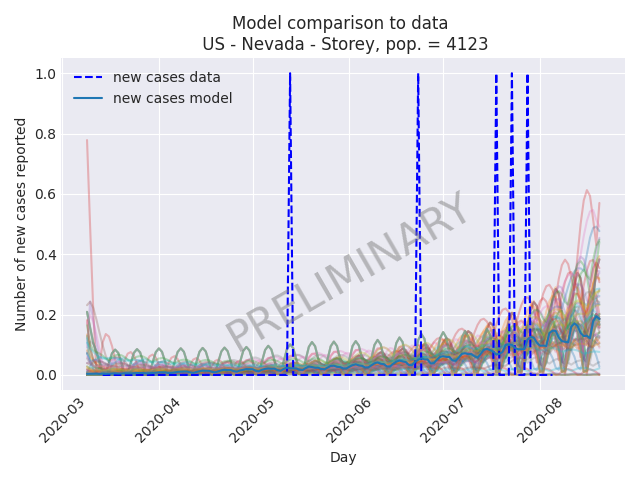 Model comparison to data
US - Nevada - Storey, pop. = 4123
new cases data
new cases model
PRELIMINARY
Number of new cases reported
1.0
0.8
0.6
0.4
0.2
0.0
2020-03
2020-04
2020-05
2020-06
2020-07
2020-08
Day